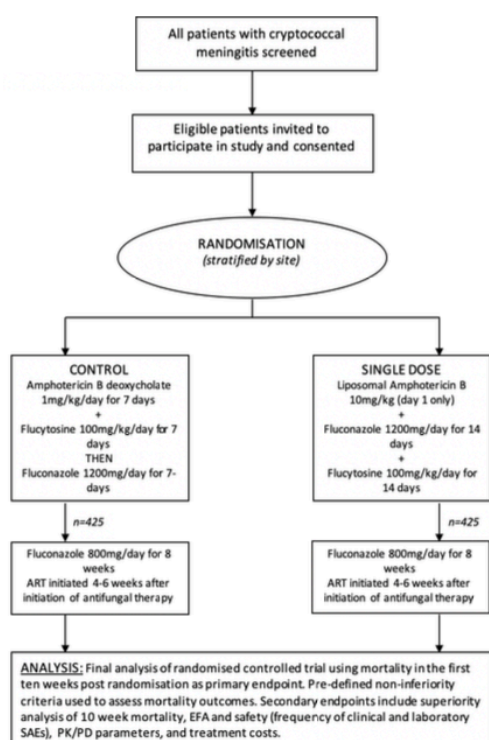 All patients with cryptococcal
meningitis screened
Eligible patients invited to
participate in study and consented
RANDOMISATION
(stratified by site)
CONTROL
Amphotericin B deoxycholate
1mg/kg/day for 7 days
+
Flucytosine 100mg/kg/day for 7
days
THEN
Fluconazole 1200mg/day for 7-
days
SINGLE DOSE
Liposomal Amphotericin B
10mg/kg (day 1 only)
+
Fluconazole 1200mg/day for 14
days
+
Flucytosine 100mg/kg/day for
14 days
n=425
n=425
Fluconazole 800mg/day for 8
weeks
ART initiated 4-6 weeks after
initiation of antifungal therapy
Fluconazole 800mg/day for 8
weeks
ART initiated 4-6 weeks after
initiation of antifungal therapy
ANALYSIS: Final analysis of randomised controlled trial using mortality in the first
ten weeks post randomisation as primary endpoint. Pre-defined non-inferiority
criteria used to assess mortality outcomes. Secondary endpoints include superiority
analysis of 10 week mortality, EFA and safety (frequency of clinical and laboratory
SAEs), PK/PD parameters, and treatment costs.